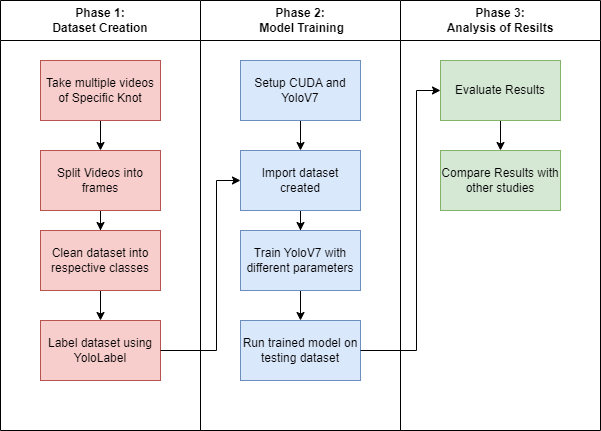 Phase 1:
Dataset Creation
Take multiple videos
of Specific Knot
Split Videos into
frames
Clean dataset into
respective classes
Label dataset using
YoloLabel
Phase 2:
Model Training
Setup CUDA and
YoloV7
Import dataset
created
Train YoloV7 with
different parameters
Run trained model on
testing dataset
Phase 3:
Analysis of Resilts
Evaluate Results
Compare Results with
other studies